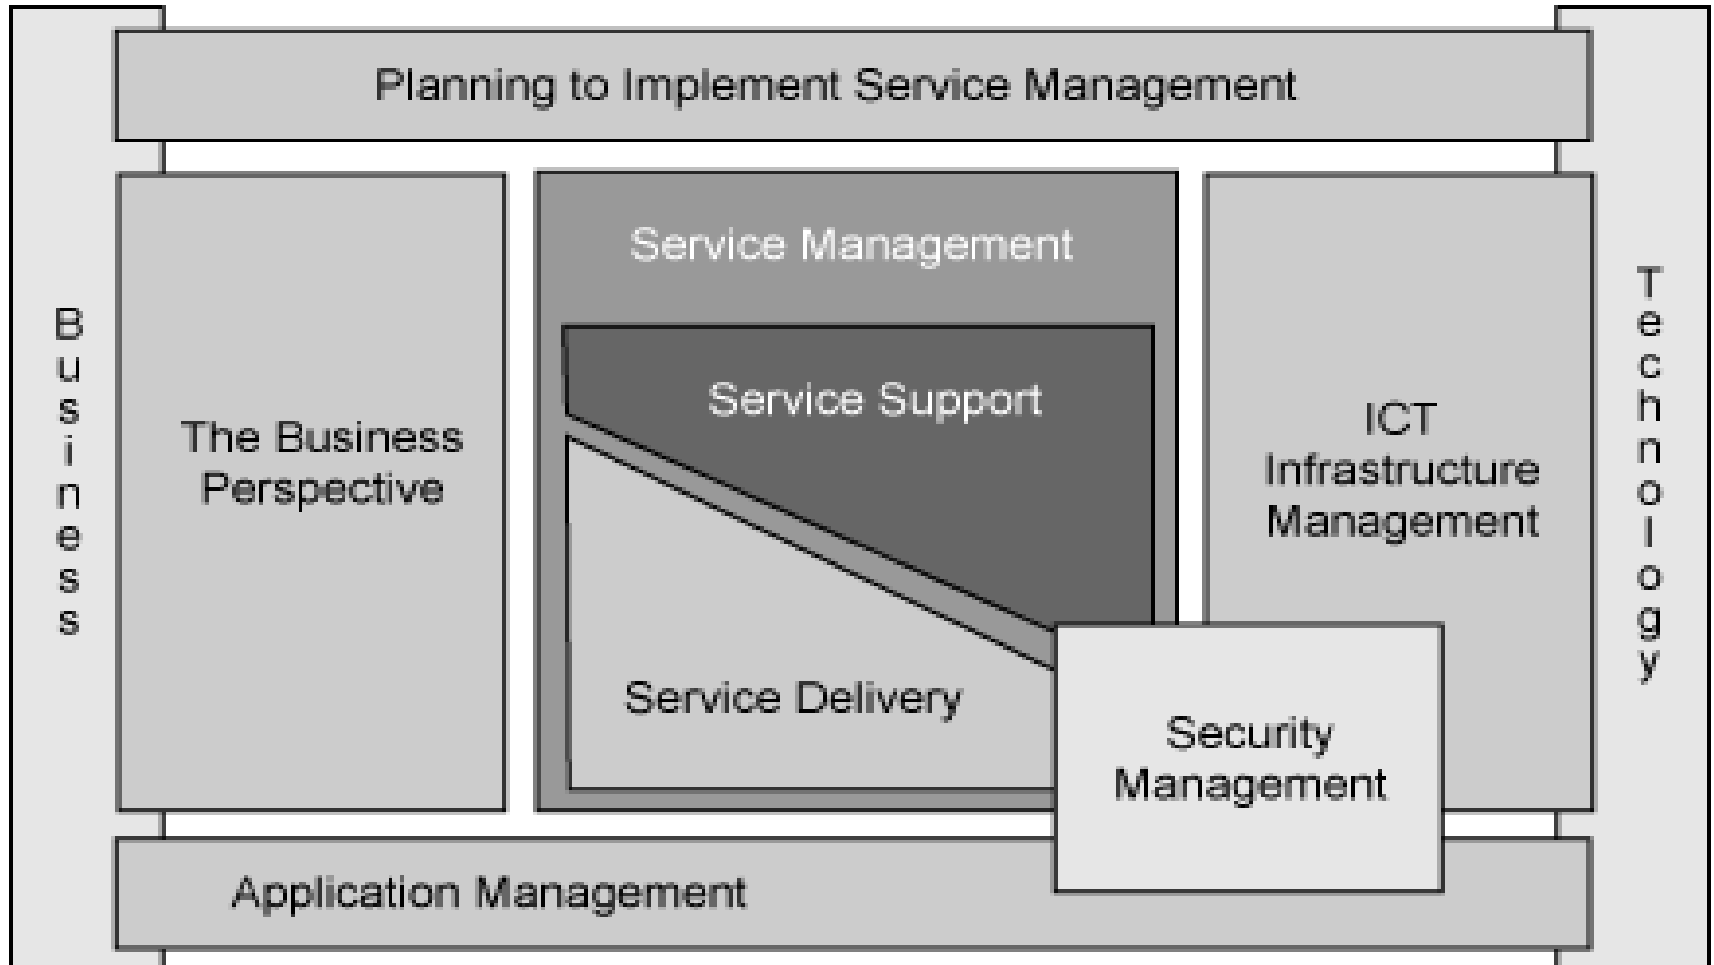 Planning to Implement Service Management
Business
The Business
Perspective
Service Management
Service Support
Service Delivery
ICT
Infrastructure
Management
Technology
Security
Management
Application Management